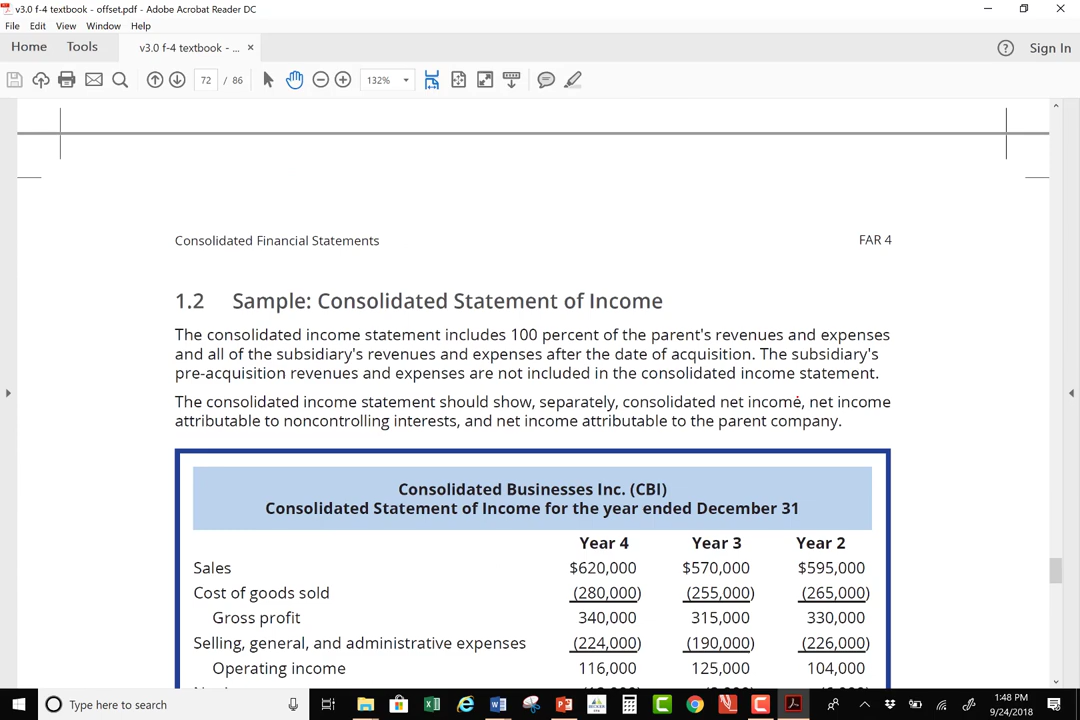 v3.0 f-4 textbook - offset.pdf - Adobe Acrobat Reader DC
File Edit View Window Help
Home Tools v3.0 f-4 textbook - ... × Sign In
72 / 86 132%
Consolidated Financial Statements FAR 4
1.2 Sample: Consolidated Statement of Income
The consolidated income statement includes 100 percent of the parent's revenues and expenses
and all of the subsidiary's revenues and expenses after the date of acquisition. The subsidiary's
pre-acquisition revenues and expenses are not included in the consolidated income statement.
The consolidated income statement should show, separately, consolidated net income, net income
attributable to noncontrolling interests, and net income attributable to the parent company.
Consolidated Businesses Inc. (CBI)
Consolidated Statement of Income for the year ended December 31
Year 4 Year 3 Year 2
Sales $620,000 $570,000 $595,000
Cost of goods sold (280,000) (255,000) (265,000)
Gross profit 340,000 315,000 330,000
Selling, general, and administrative expenses (224,000) (190,000) (226,000)
Operating income 116,000 125,000 104,000
Type here to search
1:48 PM
9/24/2018